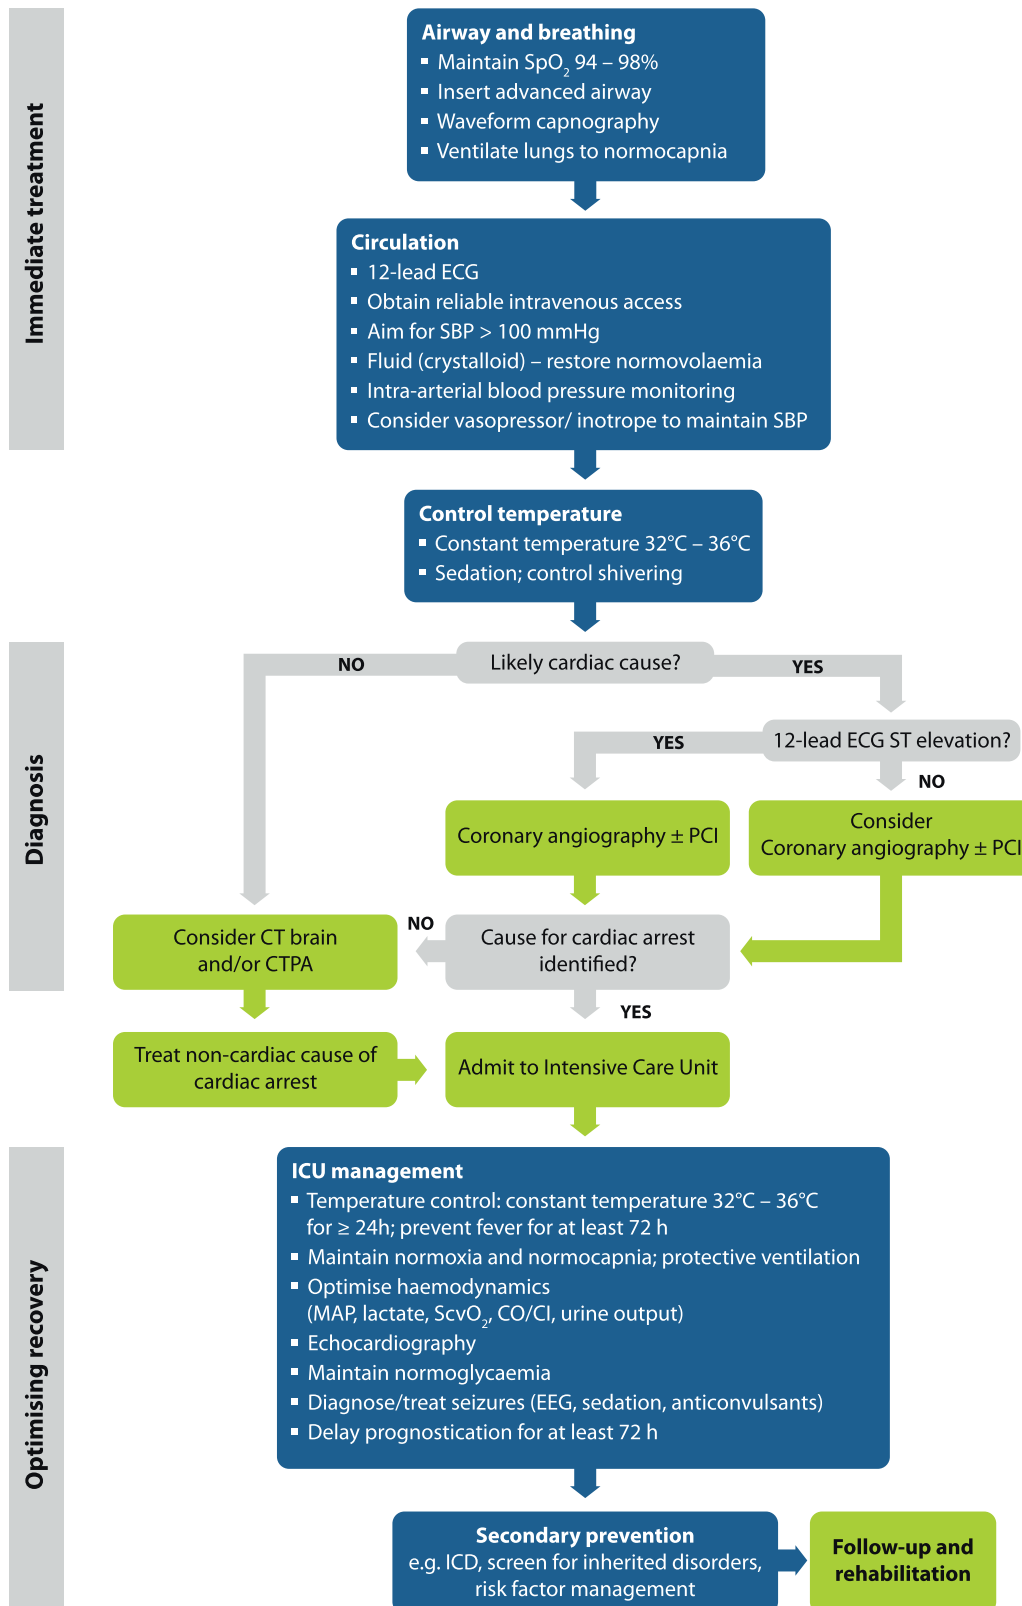 Immediate treatment
Airway and breathing
▪ Maintain SpO₂ 94 – 98%
▪ Insert advanced airway
▪ Waveform capnography
▪ Ventilate lungs to normocapnia
Circulation
▪ 12-lead ECG
▪ Obtain reliable intravenous access
▪ Aim for SBP > 100 mmHg
▪ Fluid (crystalloid) – restore normovolaemia
▪ Intra-arterial blood pressure monitoring
▪ Consider vasopressor/ inotrope to maintain SBP
Control temperature
▪ Constant temperature 32°C – 36°C
▪ Sedation; control shivering
Diagnosis
Likely cardiac cause?
NO
YES
12-lead ECG ST elevation?
YES
NO
Coronary angiography ± PCI
Consider
Coronary angiography ± PCI
Cause for cardiac arrest
identified?
NO
YES
Consider CT brain
and/or CTPA
Treat non-cardiac cause of
cardiac arrest
Admit to Intensive Care Unit
Optimising recovery
ICU management
▪ Temperature control: constant temperature 32°C – 36°C
for ≥ 24h; prevent fever for at least 72 h
▪ Maintain normoxia and normocapnia; protective ventilation
▪ Optimise haemodynamics
(MAP, lactate, ScvO₂, CO/CI, urine output)
▪ Echocardiography
▪ Maintain normoglycaemia
▪ Diagnose/treat seizures (EEG, sedation, anticonvulsants)
▪ Delay prognostication for at least 72 h
Secondary prevention
e.g. ICD, screen for inherited disorders,
risk factor management
Follow-up and
rehabilitation